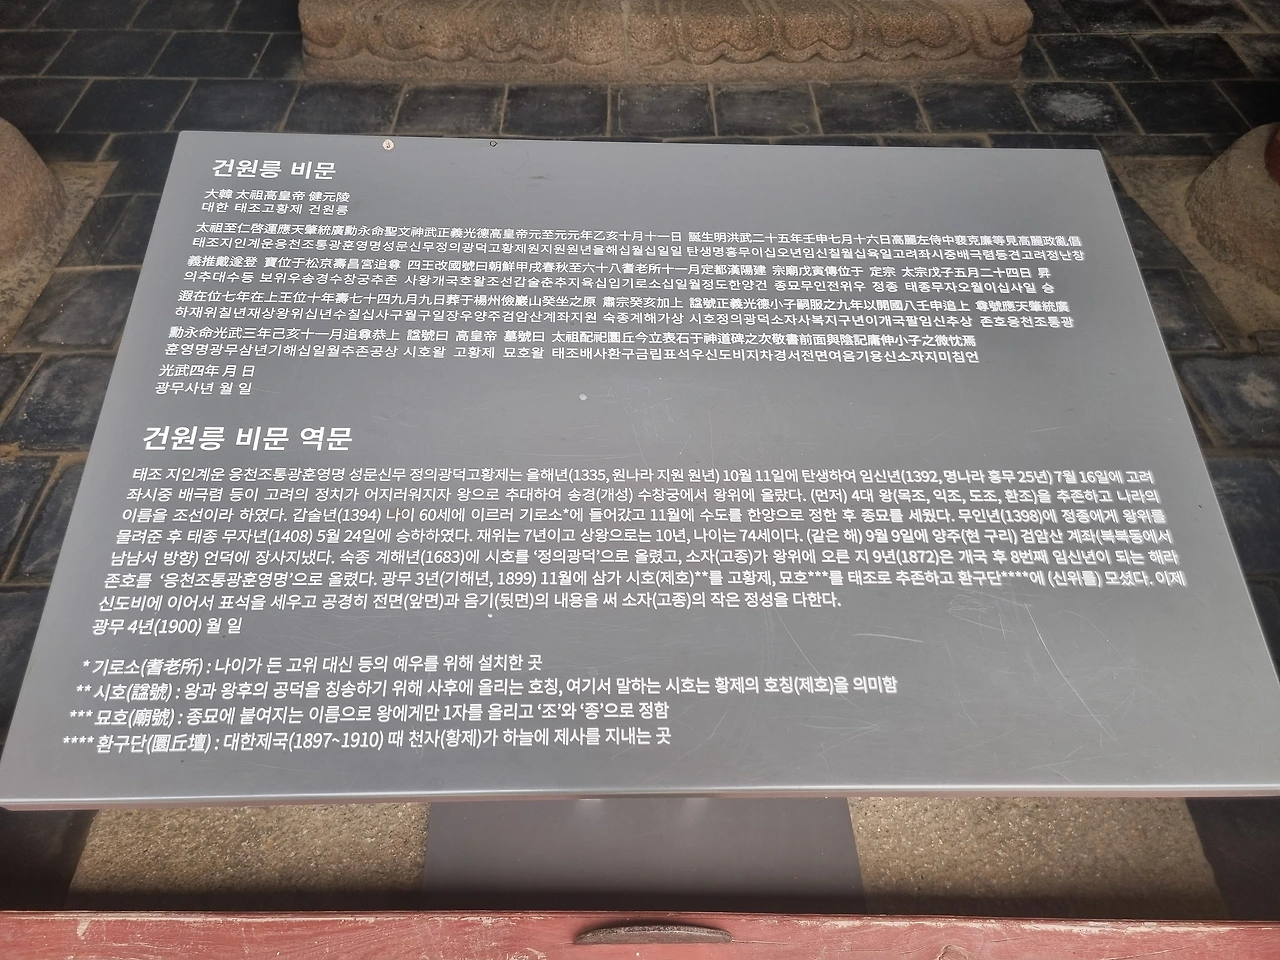 건원릉 비문
大韓 太祖高皇帝 健元陵
대한 태조고황제 건원릉
太祖至仁啓運應天肇統廣勳永命聖文神武正義光德高皇帝元至元元年乙亥十月十一日 誕生明洪武二十五年壬申七月十六日高麗左侍中裵克廉等見高麗政亂倡
태조지인계운응천조통광훈영명성문신무정의광덕고황제원지원원년을해십월십일일 탄생명홍무이십오년임신칠월십육일고려좌시중배극렴등견고려정난창
義推戴遂登 寶位于松京壽昌宮追尊 四王改國號曰朝鮮甲戌春秋至六十入耆老所十一月定都漢陽建 宗廟戊寅傳位于 定宗 太宗戊子五月二十四日 昇
의추대수등 보위우송경수창궁추존 사왕개국호왈조선갑술춘추지육십입기로소십일월정도한양건 종묘무인전위우 정종 태종무자오월이십사일 승
遐在位七年在上王位十年壽七十四九月九日葬于楊州儉巖山癸坐之原 肅宗癸亥加上 諡號正義光德小子嗣服之九年以開國八壬申追上 尊號應天肇統廣
하재위칠년재상왕위십년수칠십사구월구일장우양주검암산계좌지원 숙종계해가상 시호정의광덕소자사복지구년이개국팔임신추상 존호응천조통광
勳永命光武三年己亥十一月追尊恭上 諡號曰 高皇帝 墓號曰 太祖配祀圜丘今立表石于神道碑之次敬書前面與陰記庸伸小子之微忱焉
훈영명광무삼년기해십일월추존공상 시호왈 고황제 묘호왈 태조배사환구금립표석우신도비지차경서전면여음기용신소자지미침언
光武四年 月 日
광무사년 월 일
건원릉 비문 역문
태조 지인계운 응천조통광훈영명 성문신무 정의광덕고황제는 을해년(1335, 원나라 지원 원년) 10월 11일에 탄생하여 임신년(1392, 명나라 홍무 25년) 7월 16일에 고려
좌시중 배극렴 등이 고려의 정치가 어지러워지자 왕으로 추대하여 송경(개성) 수창궁에서 왕위에 올랐다. (먼저) 4대 왕(목조, 익조, 도조, 환조)을 추존하고 나라의
이름을 조선이라 하였다. 갑술년(1394) 나이 60세에 이르러 기로소*에 들어갔고 11월에 수도를 한양으로 정한 후 종묘를 세웠다. 무인년(1398)에 정종에게 왕위를
물려준 후 태종 무자년(1408) 5월 24일에 승하하였다. 재위는 7년이고 상왕으로는 10년, 나이는 74세이다. (같은 해) 9월 9일에 양주(현 구리) 검암산 계좌(북북동에서
남남서 방향) 언덕에 장사지냈다. 숙종 계해년(1683)에 시호를 '정의광덕'으로 올렸고, 소자(고종)가 왕위에 오른 지 9년(1872)은 개국 후 8번째 임신년이 되는 해라
존호를 '응천조통광훈영명'으로 올렸다. 광무 3년(기해년, 1899) 11월에 삼가 시호(제호)**를 고황제, 묘호***를 태조로 추존하고 환구단****에 (신위를) 모셨다. 이제
신도비에 이어서 표석을 세우고 공경히 전면(앞면)과 음기(뒷면)의 내용을 써 소자(고종)의 작은 정성을 다한다.
광무 4년(1900) 월 일
* 기로소(耆老所) : 나이가 든 고위 대신 등의 예우를 위해 설치한 곳
** 시호(諡號) : 왕과 왕후의 공덕을 칭송하기 위해 사후에 올리는 호칭, 여기서 말하는 시호는 황제의 호칭(제호)을 의미함
*** 묘호(廟號) : 종묘에 붙여지는 이름으로 왕에게만 1자를 올리고 '조'와 '종'으로 정함
**** 환구단(圜丘壇) : 대한제국(1897~1910) 때 천자(황제)가 하늘에 제사를 지내는 곳